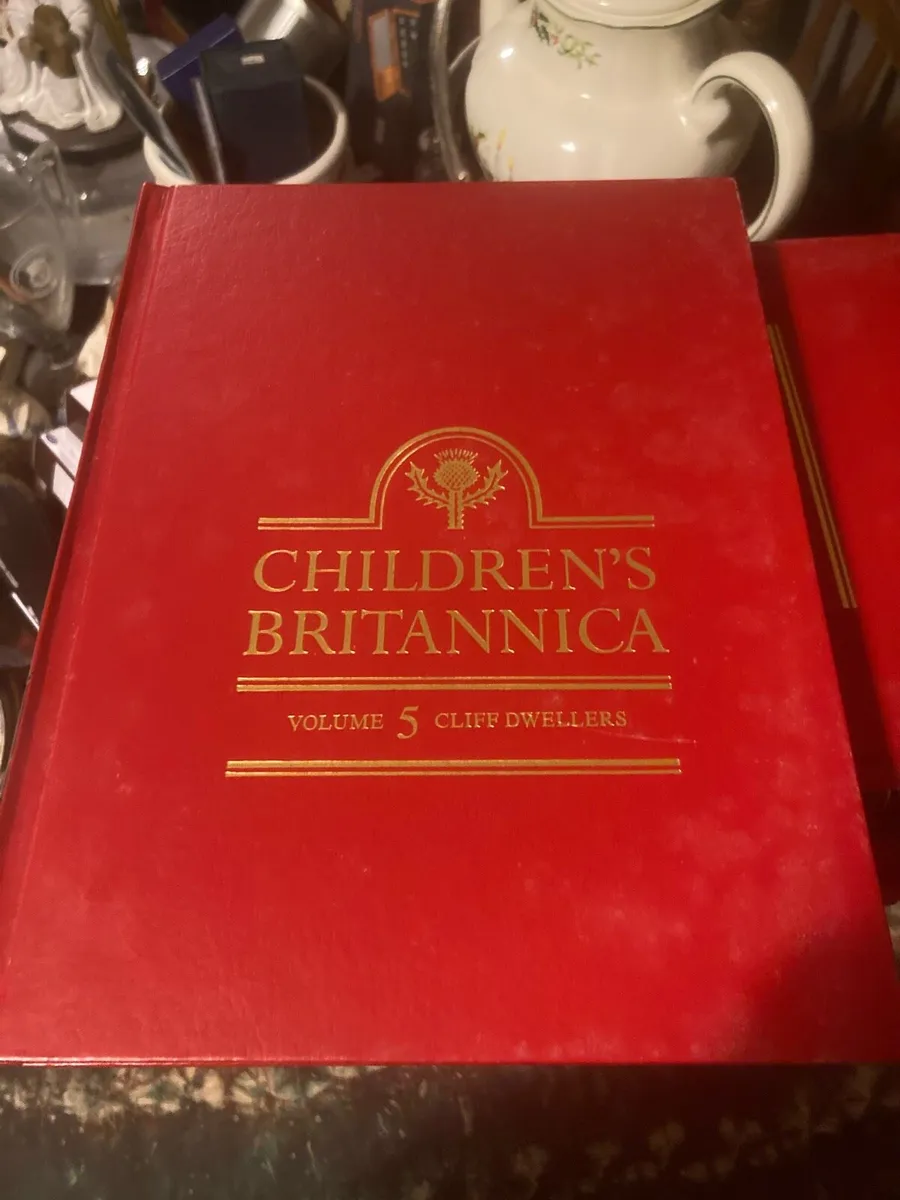 CHILDREN'S
BRITANNICA
VOLUME 5 CLIFF DWELLERS